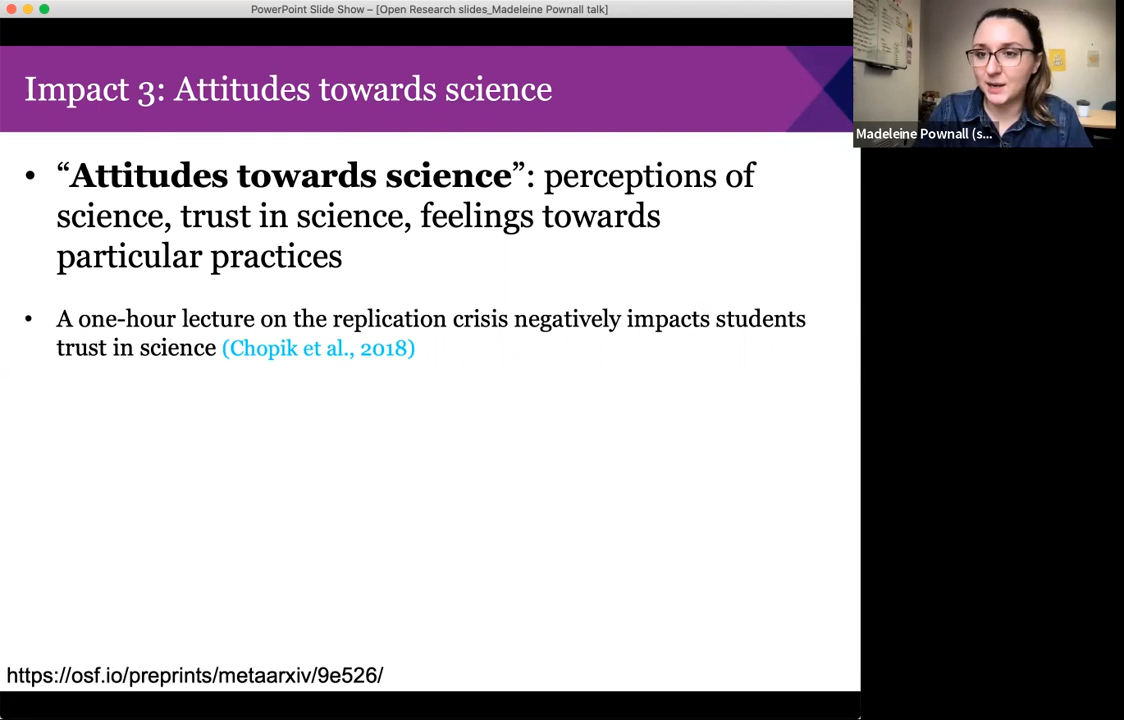 PowerPoint Slide Show – [Open Research slides_Madeleine Pownall talk]
Impact 3: Attitudes towards science
• “Attitudes towards science”: perceptions of
science, trust in science, feelings towards
particular practices
• A one-hour lecture on the replication crisis negatively impacts students
trust in science (Chopik et al., 2018)
https://osf.io/preprints/metaarxiv/9e526/
Madeleine Pownall (s...